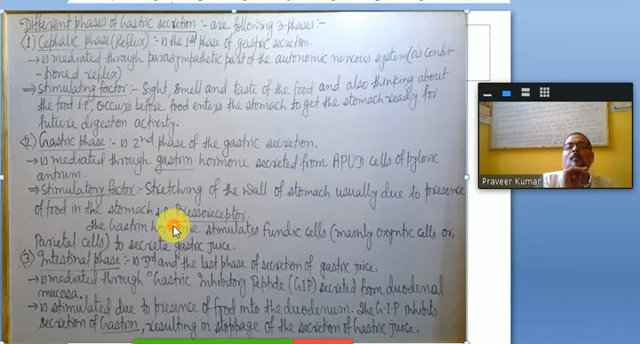 Different phases of Gastric secretion :- are following 3-phases :-
(1) Cephalic phase (Reflux) :- is the 1st phase of gastric secretion.
→ is mediated through parasympathetic part of the autonomic nervous system (as condi-
-tioned reflux)
⇒ Stimulating factor :- Sight, Smell and taste of the food and also thinking about
the food i.e., occurs before food enters the stomach to get the stomach ready for
future digestion activity.
(2) Gastric phase :- is 2nd phase of the gastric secretion.
→ is mediated through gastrin hormone secreted from APUD cells of pyloric
antrum.
⇒ Stimulatory factor :- Stretching of the wall of stomach usually due to presence
of food in the stomach i.e. Pressoreceptor.
The Gastrin stimulates Fundic cells (mainly oxyntic cells or,
Parietal cells) to secrete gastric juice.
(3) Intestinal phase :- is 3rd and the last phase of secretion of gastric juice.
→ is mediated through "Gastric Inhibitory Peptide (G.I.P) secreted from duodenal
mucosa.
→ is stimulated due to presence of food into the duodenum. The G.I.P inhibits
secretion of Gastrin, resulting in stoppage of the secretion of Gastric juice.
Praveer Kumar